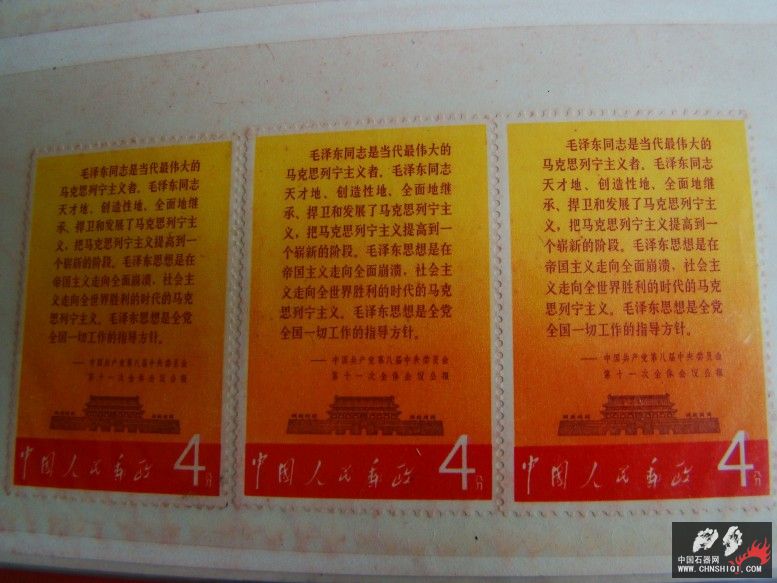 毛泽东同志是当代最伟大的
马克思列宁主义者。毛泽东同志
天才地、创造性地、全面地继
承、捍卫和发展了马克思列宁主
义，把马克思列宁主义提高到一
个崭新的阶段。毛泽东思想是在
帝国主义走向全面崩溃，社会主
义走向全世界胜利的时代的马克
思列宁主义。毛泽东思想是全党
全国一切工作的指导方针。
——中国共产党第八届中央委员会
第十一次全体会议公报
中国人民邮政 4分
毛泽东同志是当代最伟大的
马克思列宁主义者。毛泽东同志
天才地、创造性地、全面地继
承、捍卫和发展了马克思列宁主
义，把马克思列宁主义提高到一
个崭新的阶段。毛泽东思想是在
帝国主义走向全面崩溃，社会主
义走向全世界胜利的时代的马克
思列宁主义。毛泽东思想是全党
全国一切工作的指导方针。
——中国共产党第八届中央委员会
第十一次全体会议公报
中国人民邮政 4分
毛泽东同志是当代最伟大的
马克思列宁主义者。毛泽东同志
天才地、创造性地、全面地继
承、捍卫和发展了马克思列宁主
义，把马克思列宁主义提高到一
个崭新的阶段。毛泽东思想是在
帝国主义走向全面崩溃，社会主
义走向全世界胜利的时代的马克
思列宁主义。毛泽东思想是全党
全国一切工作的指导方针。
——中国共产党第八届中央委员会
第十一次全体会议公报
中国人民邮政 4分
中国石器网
www.CHNSHIQI.COM